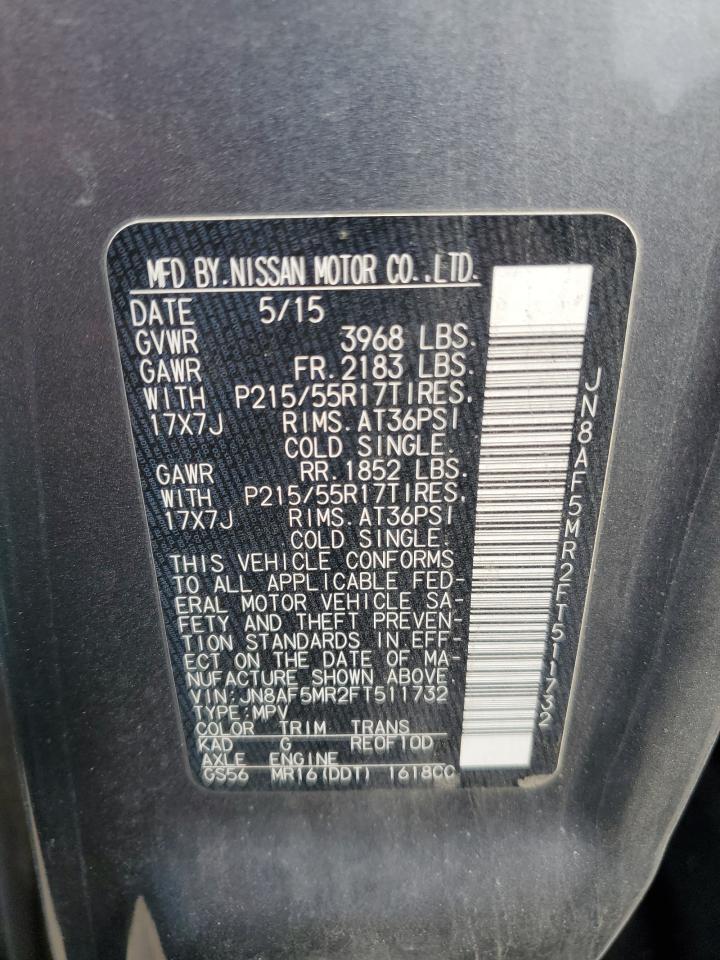 MFD BY.NISSAN MOTOR CO.,LTD.
DATE 5/15
GVWR 3968 LBS.
GAWR FR.2183 LBS.
WITH P215/55R17TIRES.
17X7J RIMS.AT36PSI
COLD SINGLE.
GAWR RR.1852 LBS.
WITH P215/55R17TIRES.
17X7J RIMS.AT36PSI
COLD SINGLE.
THIS VEHICLE CONFORMS
TO ALL APPLICABLE FED-
ERAL MOTOR VEHICLE SA-
FETY AND THEFT PREVEN-
TION STANDARDS IN EFF-
ECT ON THE DATE OF MA-
NUFACTURE SHOWN ABOVE.
VIN:JN8AF5MR2FT511732
TYPE:MPV
COLOR TRIM TRANS
KAD G RE0F10D
AXLE ENGINE
GS56 MR16(DDT) 1618CC
JN8AF5MR2FT511732